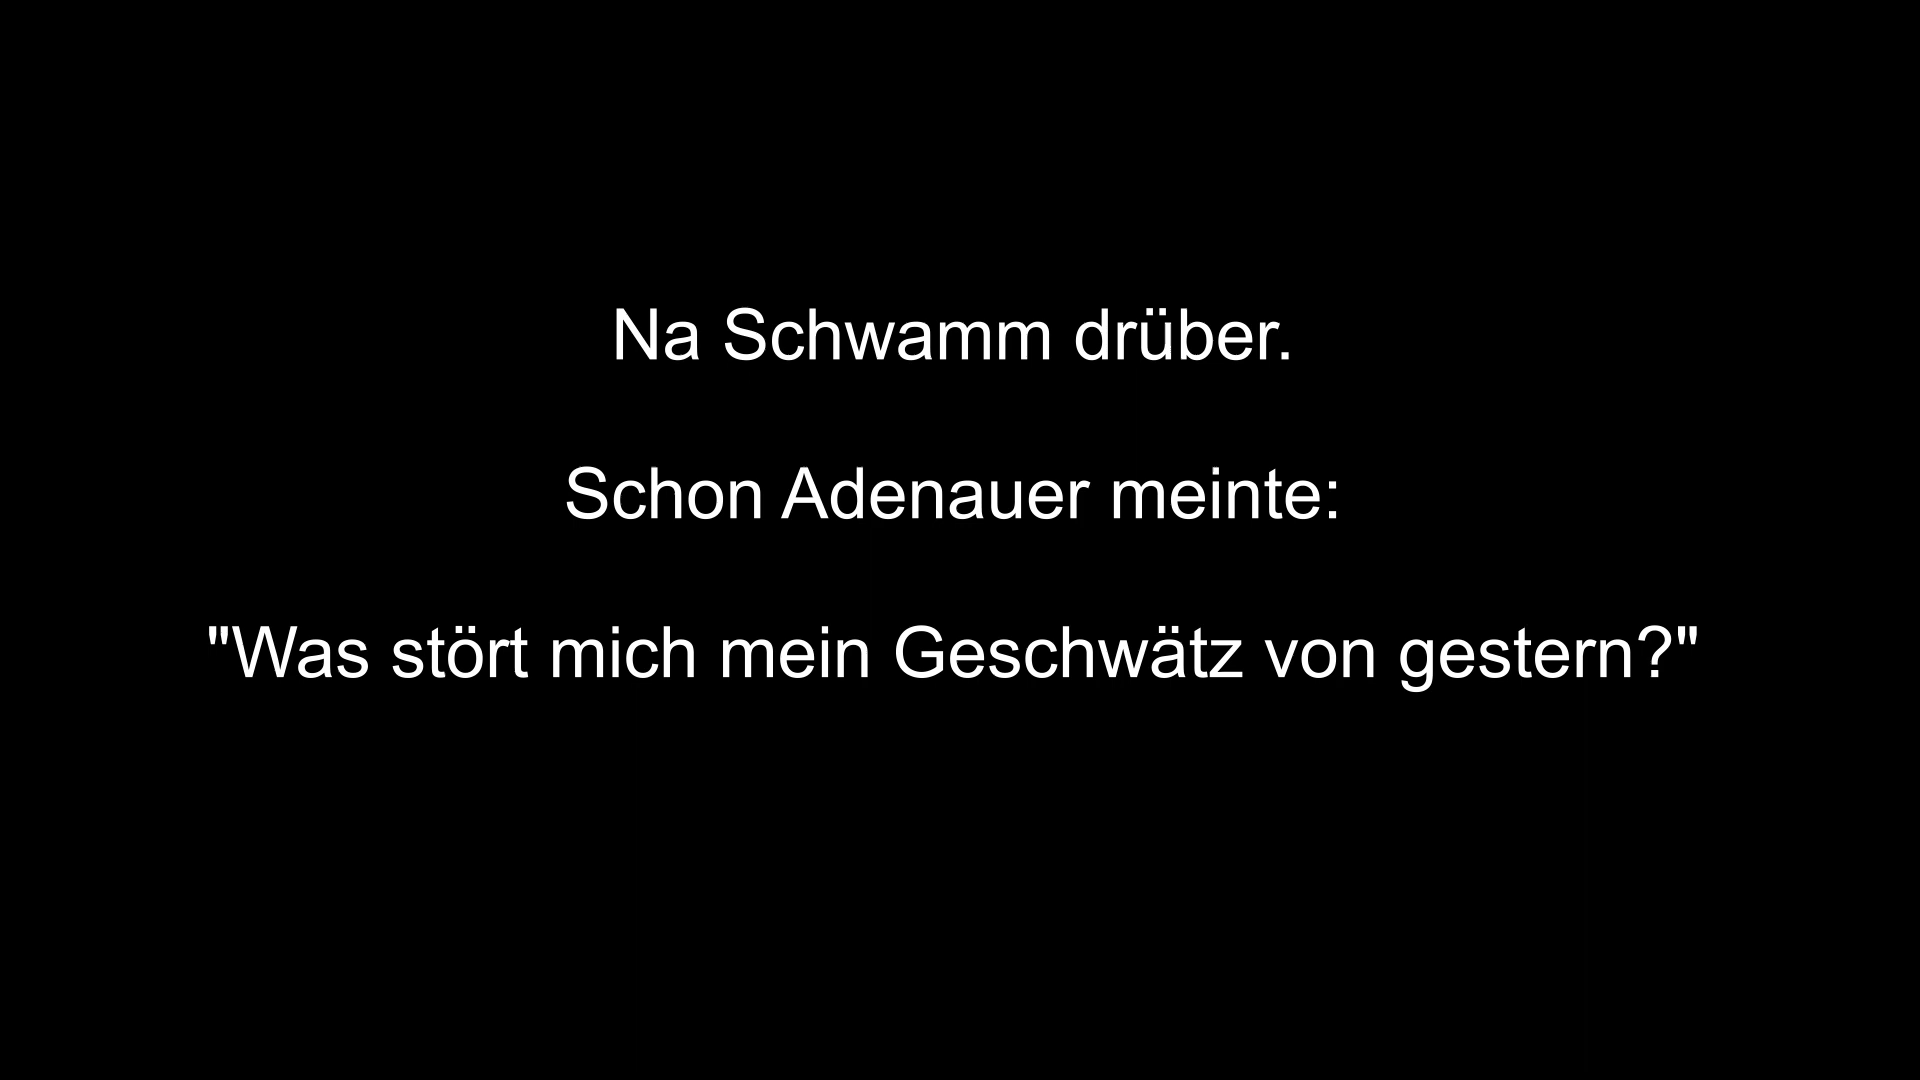 Na Schwamm drüber.
Schon Adenauer meinte:
"Was stört mich mein Geschwätz von gestern?"